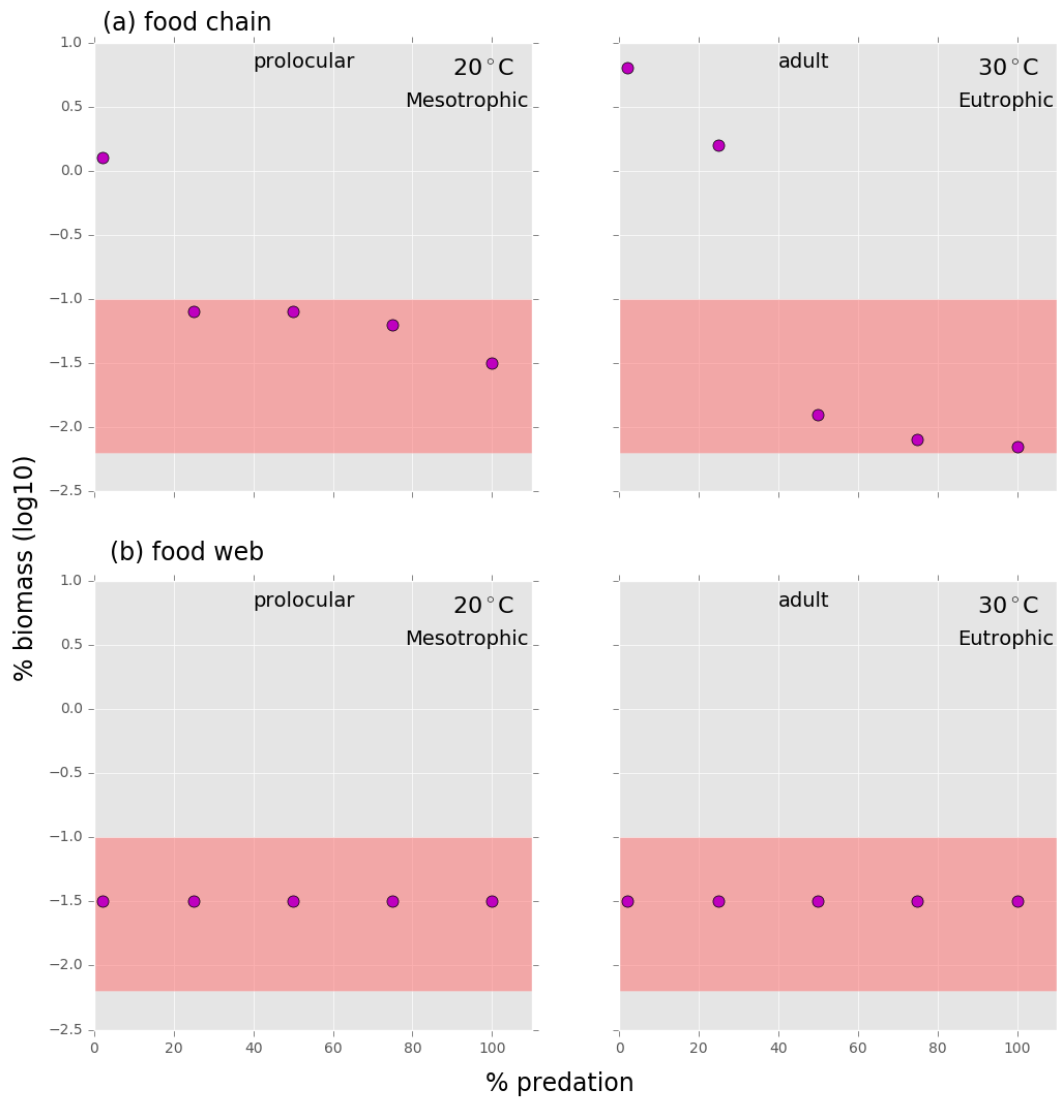 (a) food chain
1.0
0.5
0.0
−0.5
−1.0
−1.5
−2.0
−2.5
prolocular
20°C
Mesotrophic
adult
30°C
Eutrophic
% biomass (log10)
(b) food web
1.0
0.5
0.0
−0.5
−1.0
−1.5
−2.0
−2.5
prolocular
20°C
Mesotrophic
adult
30°C
Eutrophic
0 20 40 60 80 100
0 20 40 60 80 100
% predation